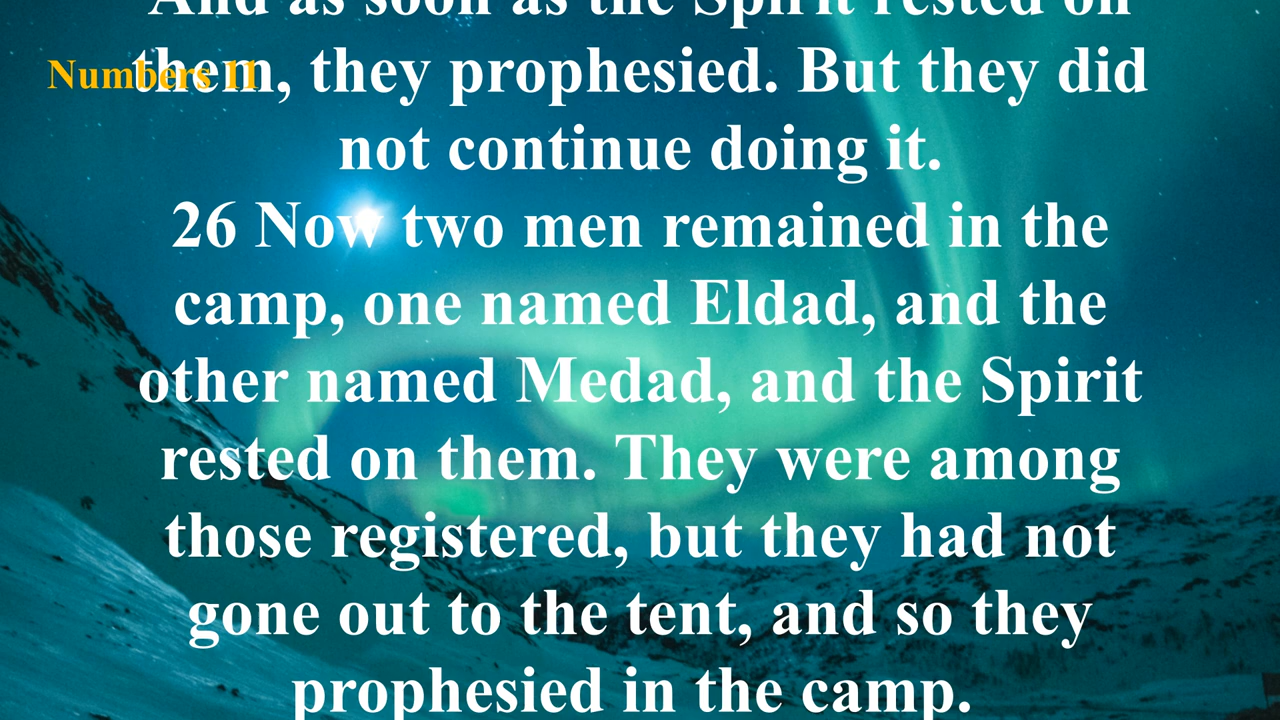 And as soon as the Spirit rested on
Numbers 11
them, they prophesied. But they did
not continue doing it.
26 Now two men remained in the
camp, one named Eldad, and the
other named Medad, and the Spirit
rested on them. They were among
those registered, but they had not
gone out to the tent, and so they
prophesied in the camp.